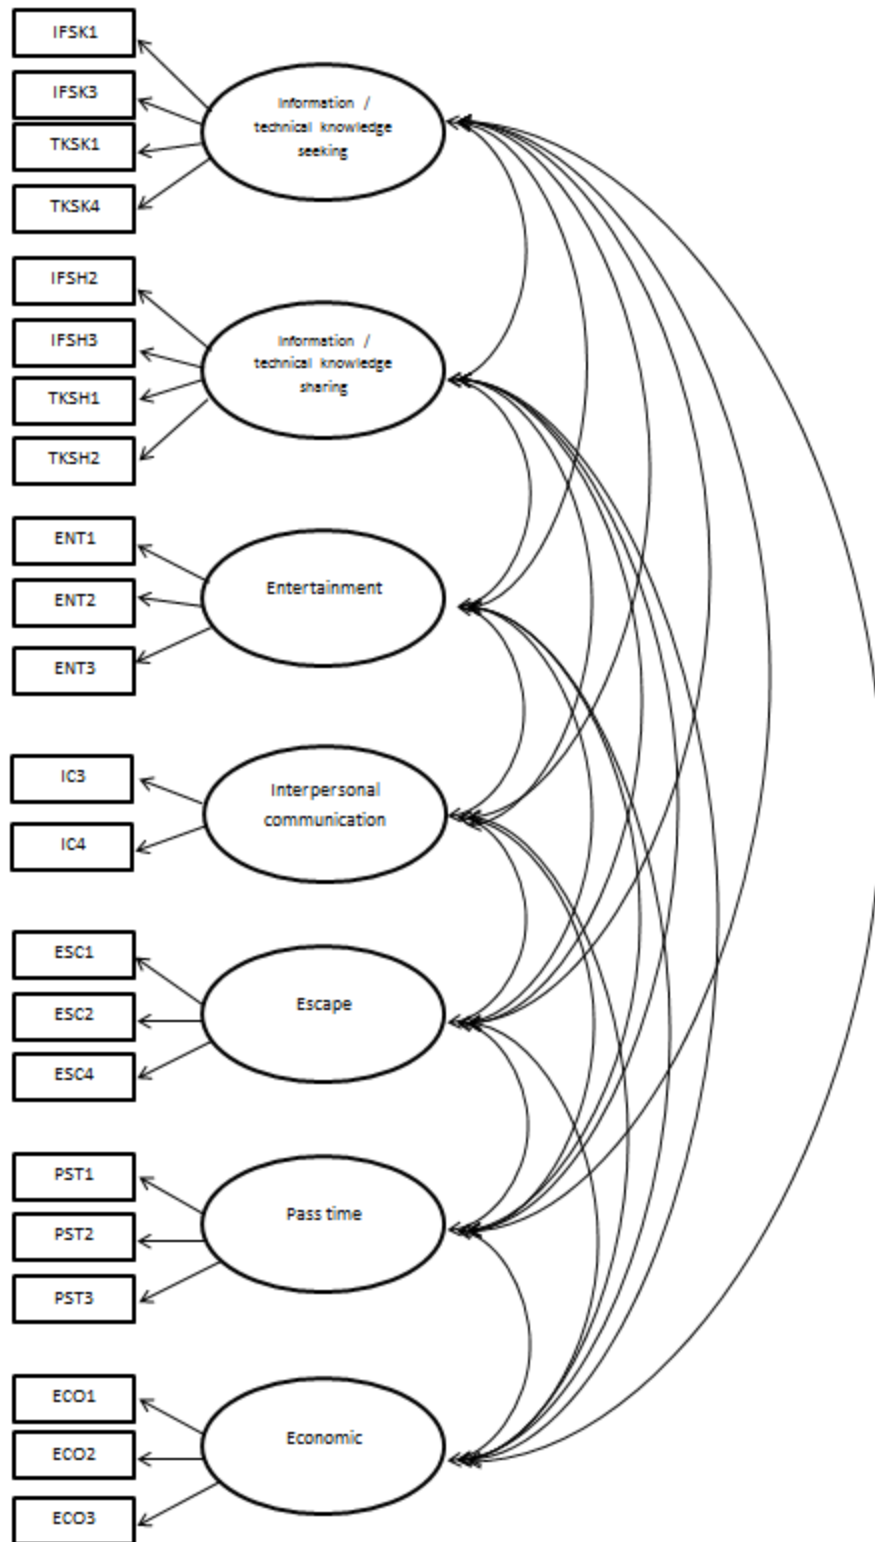 IFSK1
IFSK3
TKSK1
TKSK4
Information /
technical knowledge
seeking
IFSH2
IFSH3
TKSH1
TKSH2
Information /
technical knowledge
sharing
ENT1
ENT2
ENT3
Entertainment
IC3
IC4
Interpersonal
communication
ESC1
ESC2
ESC4
Escape
PST1
PST2
PST3
Pass time
ECO1
ECO2
ECO3
Economic